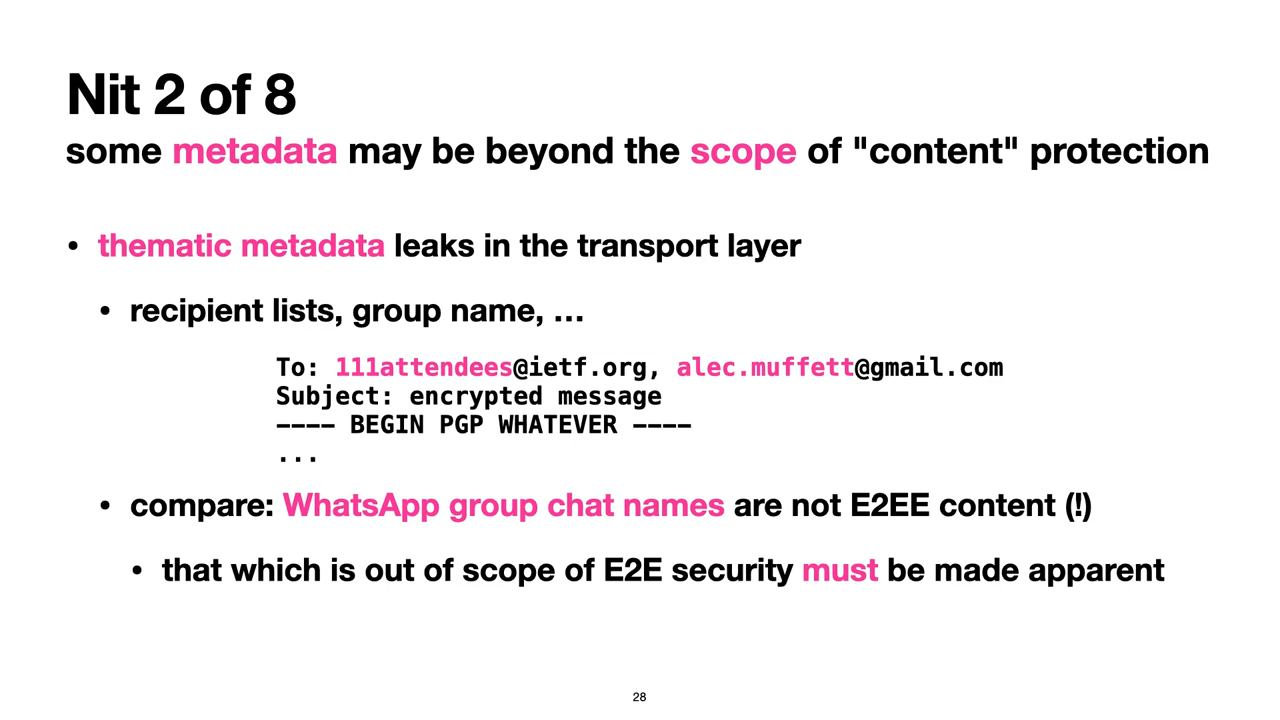 Nit 2 of 8
some metadata may be beyond the scope of "content" protection
• thematic metadata leaks in the transport layer
• recipient lists, group name, …
To: 111attendees@ietf.org, alec.muffett@gmail.com
Subject: encrypted message
---- BEGIN PGP WHATEVER ----
...
• compare: WhatsApp group chat names are not E2EE content (!)
• that which is out of scope of E2E security must be made apparent
28